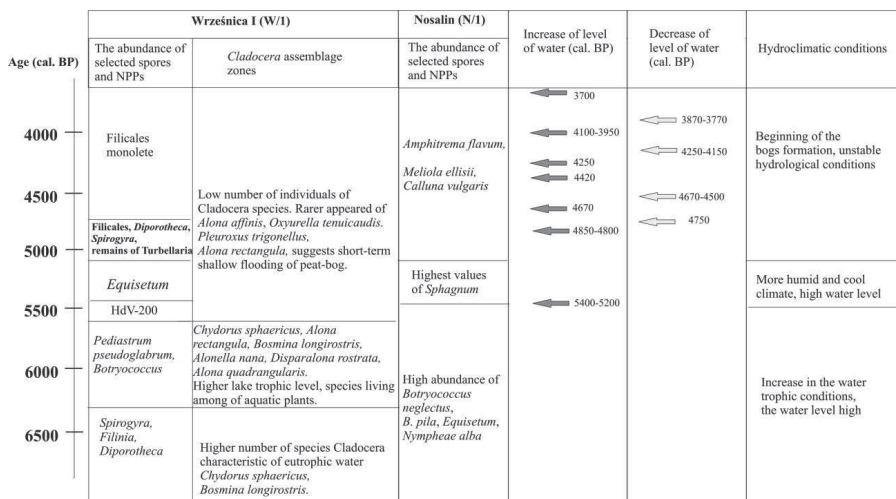 Wrześnica I (W/1)
Nosalin (N/1)
Age (cal. BP)
The abundance of
selected spores
and NPPs
Cladocera assemblage
zones
The abundance of
selected spores
and NPPs
Increase of level
of water (cal. BP)
Decrease of
level of water
(cal. BP)
Hydroclimatic conditions
4000
4500
5000
5500
6000
6500
Filicales
monolete
Filicales, Diporotheca,
Spirogyra,
remains of Turbellaria
Equisetum
HdV-200
Pediastrum
pseudoglabrum,
Botryococcus
Spirogyra,
Filinia,
Diporotheca
Low number of individuals of
Cladocera species. Rarer appeared of
Alona affinis, Oxyurella tenuicaudis.
Pleuroxus trigonellus,
Alona rectangula, suggests short-term
shallow flooding of peat-bog.
Chydorus sphaericus, Alona
rectangula, Bosmina longirostris,
Alonella nana, Disparalona rostrata,
Alona quadrangularis.
Higher lake trophic level, species living
among of aquatic plants.
Higher number of species Cladocera
characteristic of eutrophic water
Chydorus sphaericus,
Bosmina longirostris.
Amphitrema flavum,
Meliola ellisii,
Calluna vulgaris
Highest values
of Sphagnum
High abundance of
Botryococcus
neglectus,
B. pila, Equisetum,
Nympheae alba
3700
4100-3950
4250
4420
4670
4850-4800
5400-5200
3870-3770
4250-4150
4670-4500
4750
Beginning of the
bogs formation, unstable
hydrological conditions
More humid and cool
climate, high water level
Increase in the water
trophic conditions,
the water level high